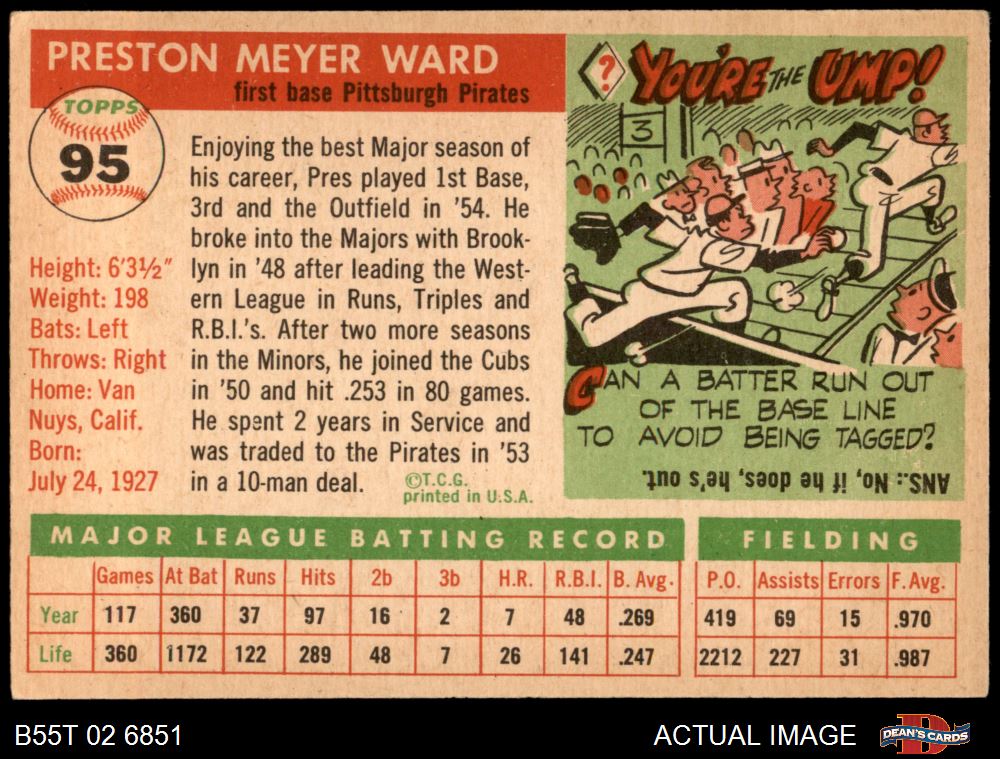 PRESTON MEYER WARD
first base Pittsburgh Pirates
TOPPS
95
Height: 6'3½"
Weight: 198
Bats: Left
Throws: Right
Home: Van
Nuys, Calif.
Born:
July 24, 1927
Enjoying the best Major season of
his career, Pres played 1st Base,
3rd and the Outfield in '54. He
broke into the Majors with Brook-
lyn in '48 after leading the West-
ern League in Runs, Triples and
R.B.I.'s. After two more seasons
in the Minors, he joined the Cubs
in '50 and hit .253 in 80 games.
He spent 2 years in Service and
was traded to the Pirates in '53
in a 10-man deal.
©T.C.G.
printed in U.S.A.
? YOU'RE THE UMP!
3
CAN A BATTER RUN OUT
OF THE BASE LINE
TO AVOID BEING TAGGED?
ANS.: No, if he does, he's out.
MAJOR LEAGUE BATTING RECORD FIELDING
Games At Bat Runs Hits 2b 3b H.R. R.B.I. B. Avg. P.O. Assists Errors F. Avg.
Year 117 360 37 97 16 2 7 48 .269 419 69 15 .970
Life 360 1172 122 289 48 7 26 141 .247 2212 227 31 .987
B55T 02 6851 ACTUAL IMAGE
D
DEAN'S CARDS